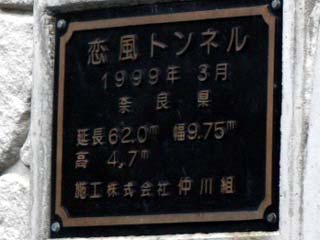 恋風トンネル
1999年 3月
奈良県
延長62.0m 幅9.75m
高 4.7m
施工株式会社 仲川組